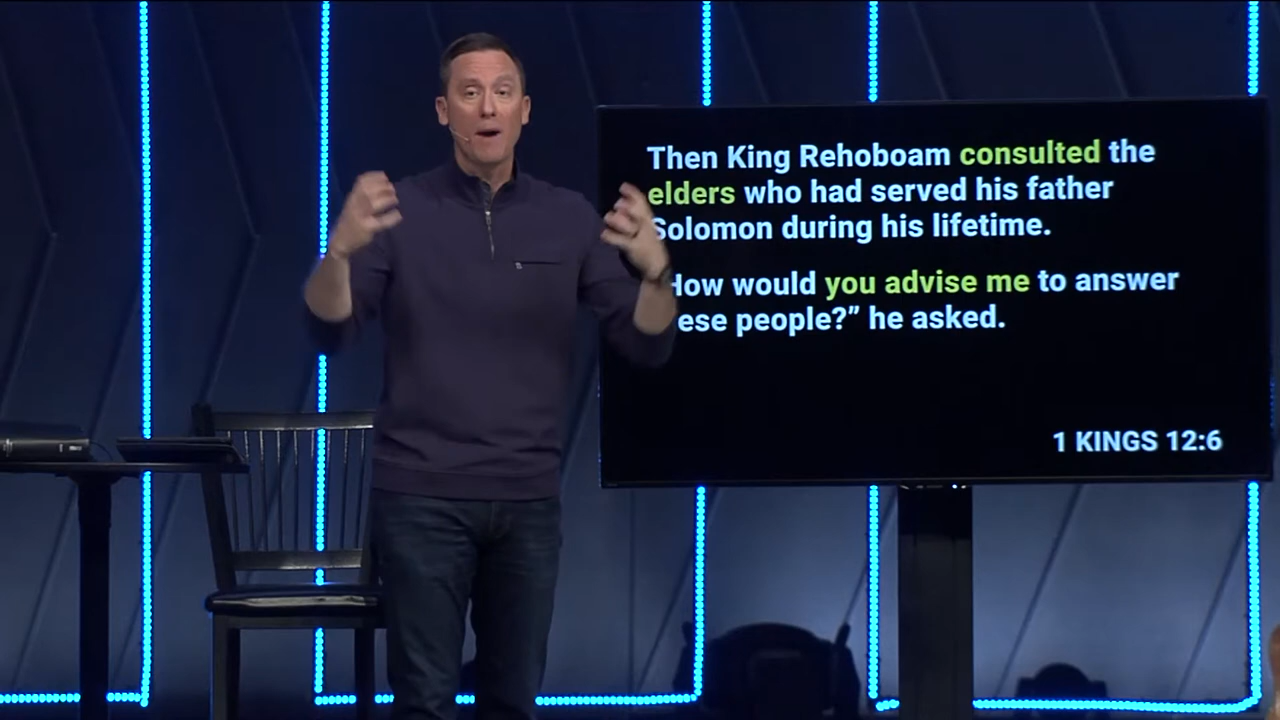 Then King Rehoboam consulted the
elders who had served his father
Solomon during his lifetime.
How would you advise me to answer
ese people?” he asked.
1 KINGS 12:6